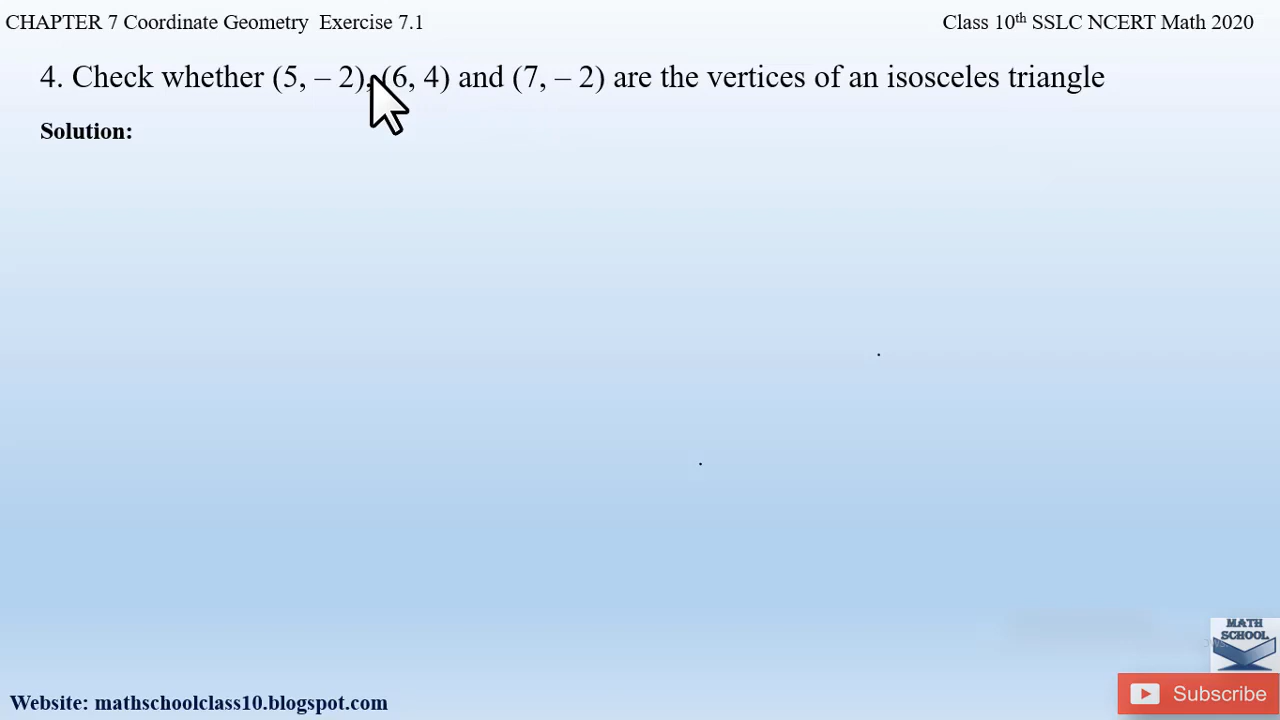 CHAPTER 7 Coordinate Geometry Exercise 7.1
Class 10th SSLC NCERT Math 2020
4. Check whether (5, – 2), (6, 4) and (7, – 2) are the vertices of an isosceles triangle
Solution:
MATH
SCHOOL
Subscribe
Website: mathschoolclass10.blogspot.com